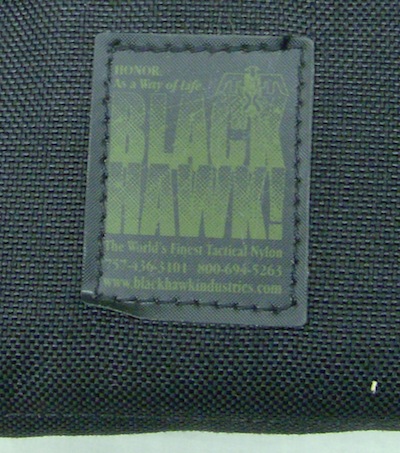 HONOR
As a Way of Life
BLACK
HAWK!
The World's Finest Tactical Nylon
757-436-3101 800-694-5263
www.blackhawkindustries.com